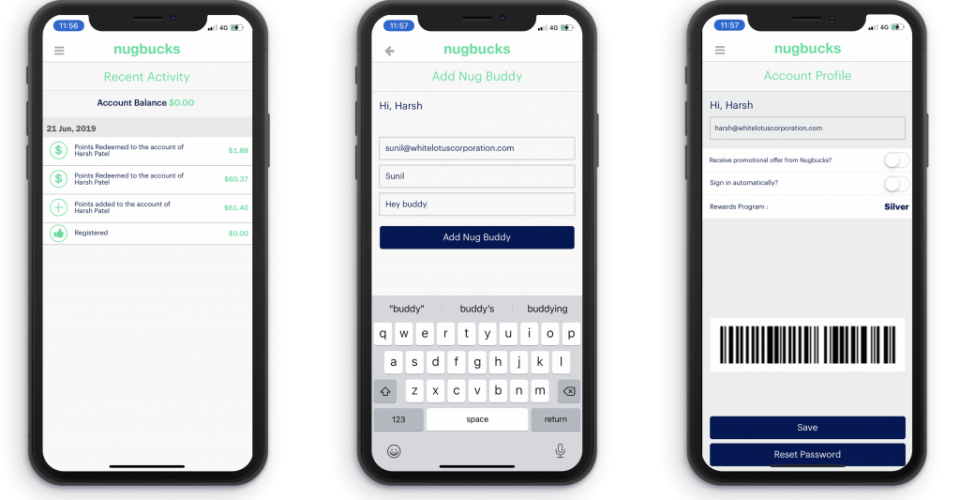 11:56
4G
nugbucks
Recent Activity
Account Balance $0.00
21 Jun, 2019
Points Redeemed to the account of
Harsh Patel
$1.88
Points Redeemed to the account of
Harsh Patel
$60.37
Points added to the account of
Harsh Patel
$61.40
Registered
$0.00
11:57
4G
nugbucks
Add Nug Buddy
Hi, Harsh
sunil@whitelotuscorporation.com
Sunil
Hey buddy
Add Nug Buddy
"buddy" buddy's buddying
q w e r t y u i o p
a s d f g h j k l
z x c v b n m
123 space return
11:57
4G
nugbucks
Account Profile
Hi, Harsh
harsh@whitelotuscorporation.com
Receive promotional offer from Nugbucks?
Sign in automatically?
Rewards Program : Silver
Save
Reset Password